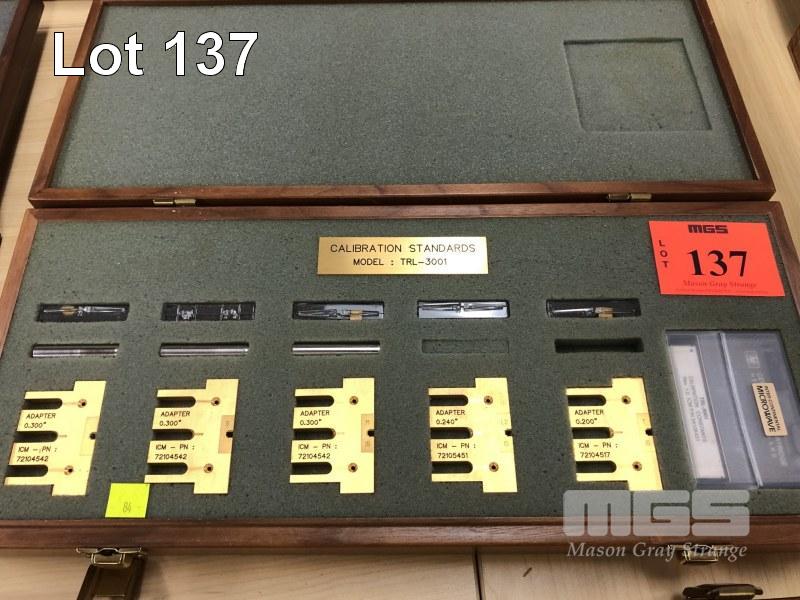 Lot 137
CALIBRATION STANDARDS
MODEL : TRL-3001
MGS
LOT
137
Mason Gray Strange
ADAPTER
0.300"
ICM - PN :
72104542
ADAPTER
0.300"
ICM - PN :
72104542
ADAPTER
0.300"
ICM - PN :
72104542
ADAPTER
0.240"
ICM - PN :
72105451
ADAPTER
0.200"
ICM - PN :
72104517
INTER-CONTINENTAL
MICROWAVE
84
MGS
Mason Gray Strange